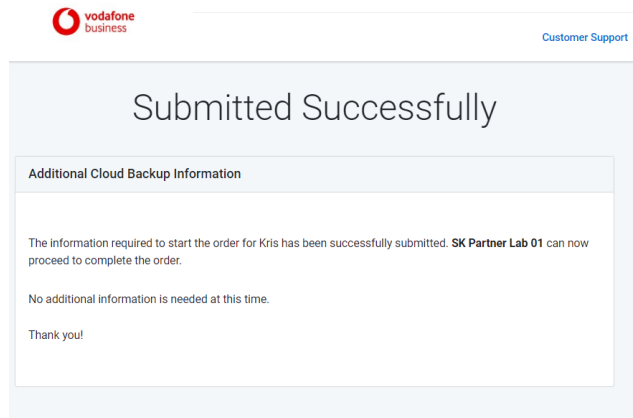 vodafone
business
Customer Support
Submitted Successfully
Additional Cloud Backup Information
The information required to start the order for Kris has been successfully submitted. SK Partner Lab 01 can now
proceed to complete the order.
No additional information is needed at this time.
Thank you!